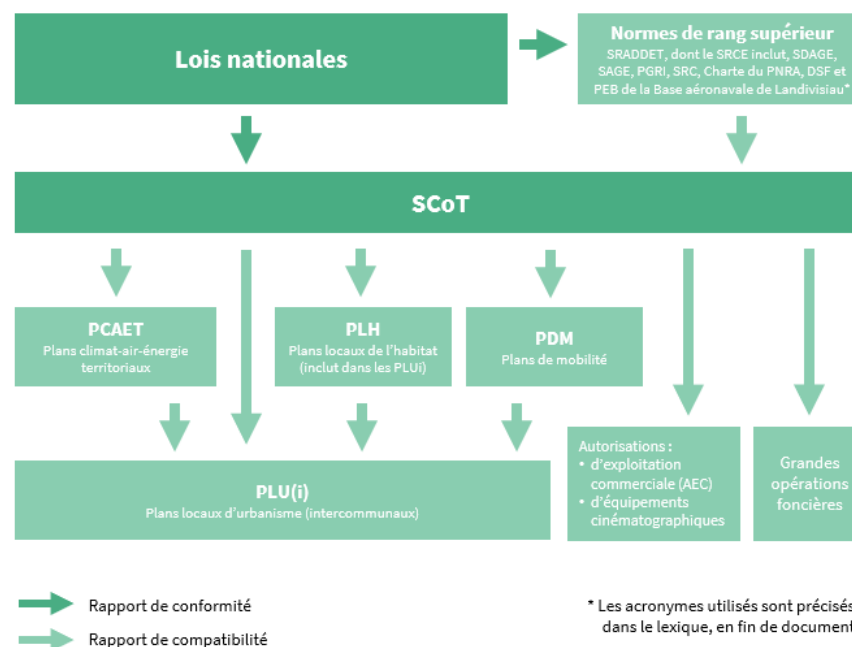 Lois nationales
Normes de rang supérieur
SRADDET, dont le SRCE inclut, SDAGE,
SAGE, PGRI, SRC, Charte du PNRA, DSF et
PEB de la Base aéronavale de Landivisiau*
SCoT
PCAET
Plans climat-air-énergie
territoriaux
PLH
Plans locaux de l'habitat
(inclut dans les PLUi)
PDM
Plans de mobilité
PLU(i)
Plans locaux d'urbanisme (intercommunaux)
Autorisations :
• d'exploitation
commerciale (AEC)
• d'équipements
cinématographiques
Grandes
opérations
foncières
Rapport de conformité
Rapport de compatibilité
* Les acronymes utilisés sont précisés
dans le lexique, en fin de document